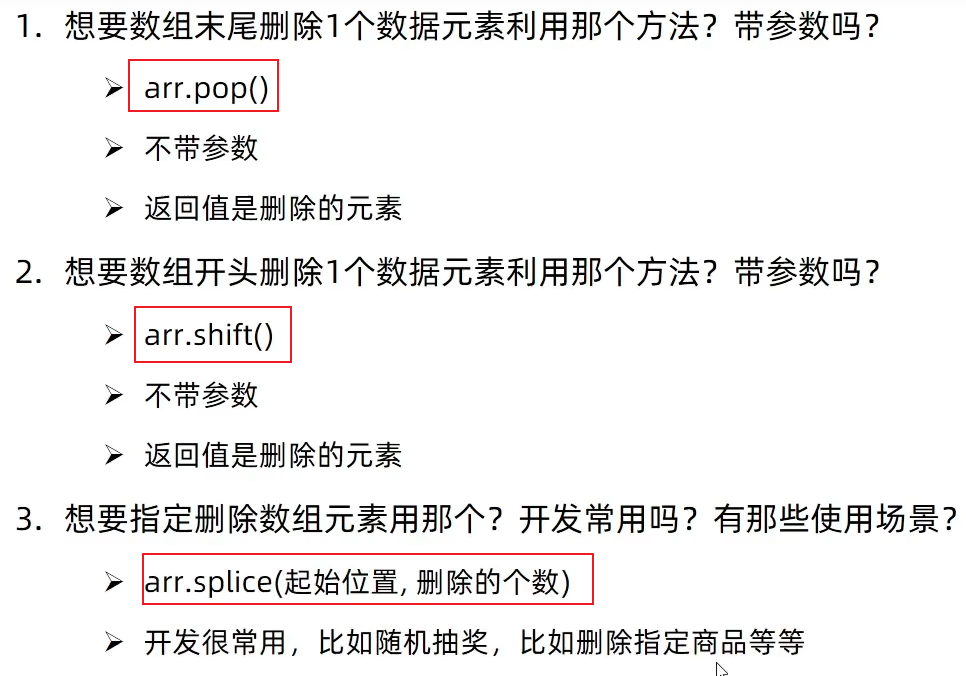 1. 想要数组末尾删除1个数据元素利用那个方法？带参数吗？
➢ arr.pop()
➢ 不带参数
➢ 返回值是删除的元素
2. 想要数组开头删除1个数据元素利用那个方法？带参数吗？
➢ arr.shift()
➢ 不带参数
➢ 返回值是删除的元素
3. 想要指定删除数组元素用那个？开发常用吗？有那些使用场景？
➢ arr.splice(起始位置, 删除的个数)
➢ 开发很常用，比如随机抽奖，比如删除指定商品等等